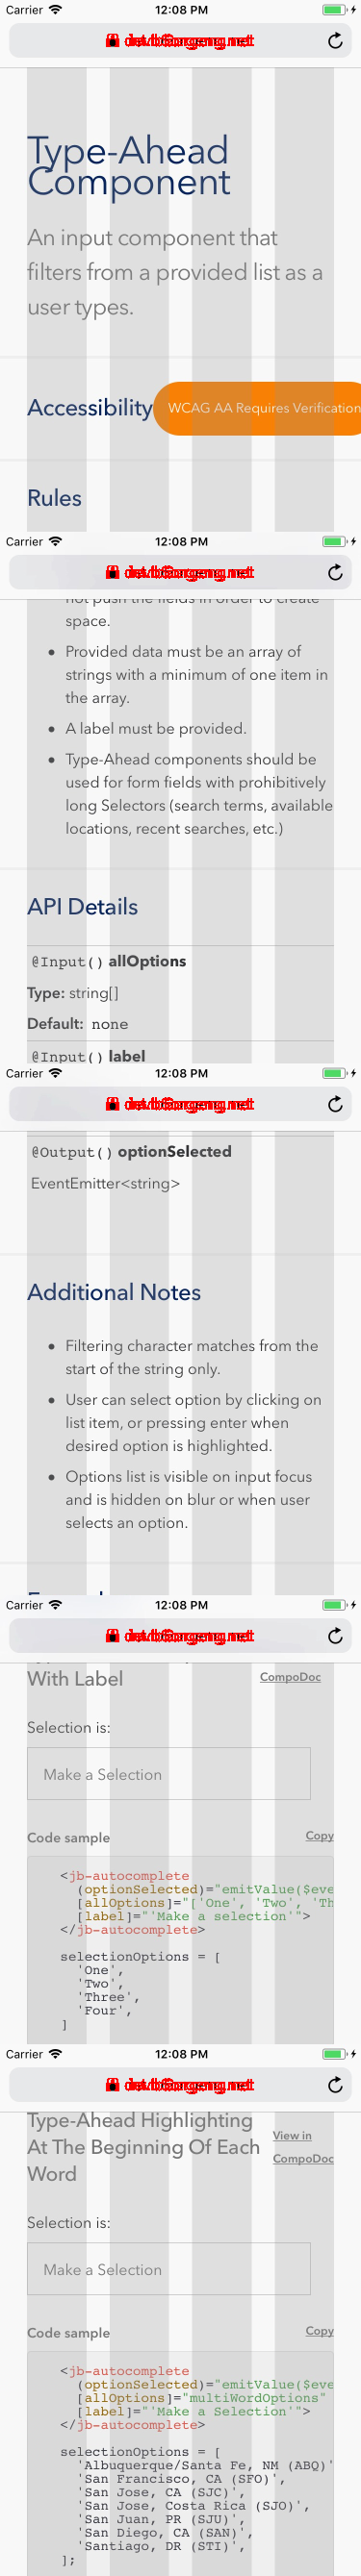 Carrier 12:08 PM
Type-Ahead
Component
An input component that
filters from a provided list as a
user types.
Accessibility WCAG AA Requires Verification
Rules
Carrier 12:08 PM
not push the fields in order to create
space.
• Provided data must be an array of
strings with a minimum of one item in
the array.
• A label must be provided.
• Type-Ahead components should be
used for form fields with prohibitively
long Selectors (search terms, available
locations, recent searches, etc.)
API Details
@Input() allOptions
Type: string[]
Default: none
@Input() label
Carrier 12:08 PM
@Output() optionSelected
EventEmitter<string>
Additional Notes
• Filtering character matches from the
start of the string only.
• User can select option by clicking on
list item, or pressing enter when
desired option is highlighted.
• Options list is visible on input focus
and is hidden on blur or when user
selects an option.
Carrier 12:08 PM
With Label CompoDoc
Selection is:
Make a Selection
Code sample Copy
<jb-autocomplete
(optionSelected)="emitValue($eve
[allOptions]="['One', 'Two', 'Th
[label]="'Make a selection'">
</jb-autocomplete>
selectionOptions = [
'One',
'Two',
'Three',
'Four',
]
Carrier 12:08 PM
Type-Ahead Highlighting
At The Beginning Of Each
Word
View in
CompoDoc
Selection is:
Make a Selection
Code sample Copy
<jb-autocomplete
(optionSelected)="emitValue($eve
[allOptions]="multiWordOptions"
[label]="'Make a Selection'">
</jb-autocomplete>
selectionOptions = [
'Albuquerque/Santa Fe, NM (ABQ)'
'San Francisco, CA (SFO)',
'San Jose, CA (SJC)',
'San Jose, Costa Rica (SJO)',
'San Juan, PR (SJU)',
'San Diego, CA (SAN)',
'Santiago, DR (STI)',
];